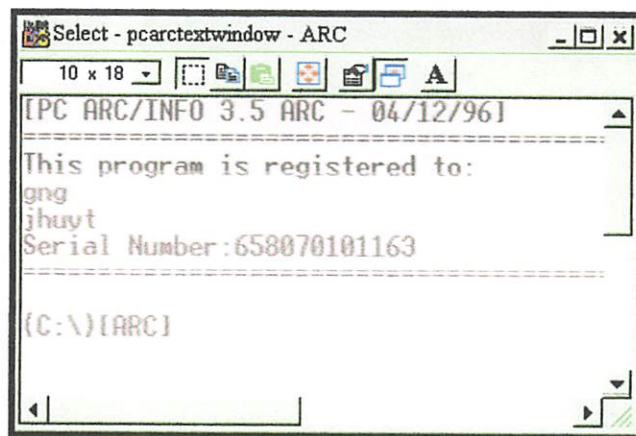 Select - pcarctextwindow - ARC
10 x 18
A
[PC ARC/INFO 3.5 ARC - 04/12/96]
========================================
This program is registered to:
gng
jhuyt
Serial Number:658070101163
========================================
(C:\)[ARC]